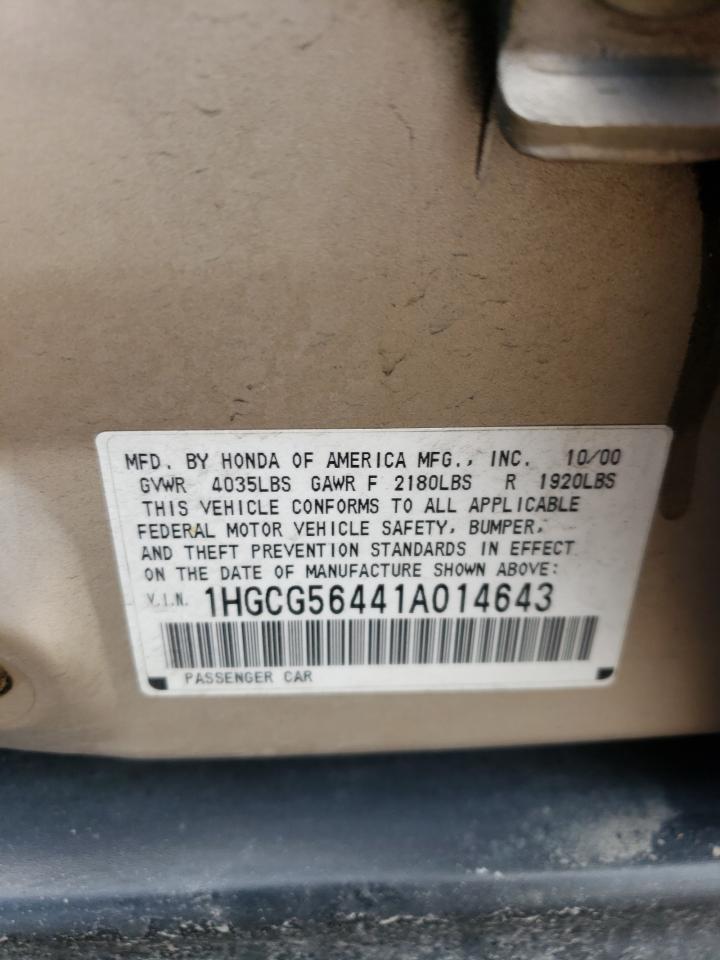 MFD. BY HONDA OF AMERICA MFG., INC. 10/00
GVWR 4035LBS GAWR F 2180LBS R 1920LBS
THIS VEHICLE CONFORMS TO ALL APPLICABLE
FEDERAL MOTOR VEHICLE SAFETY, BUMPER,
AND THEFT PREVENTION STANDARDS IN EFFECT
ON THE DATE OF MANUFACTURE SHOWN ABOVE:
V.I.N. 1HGCG56441A014643
PASSENGER CAR